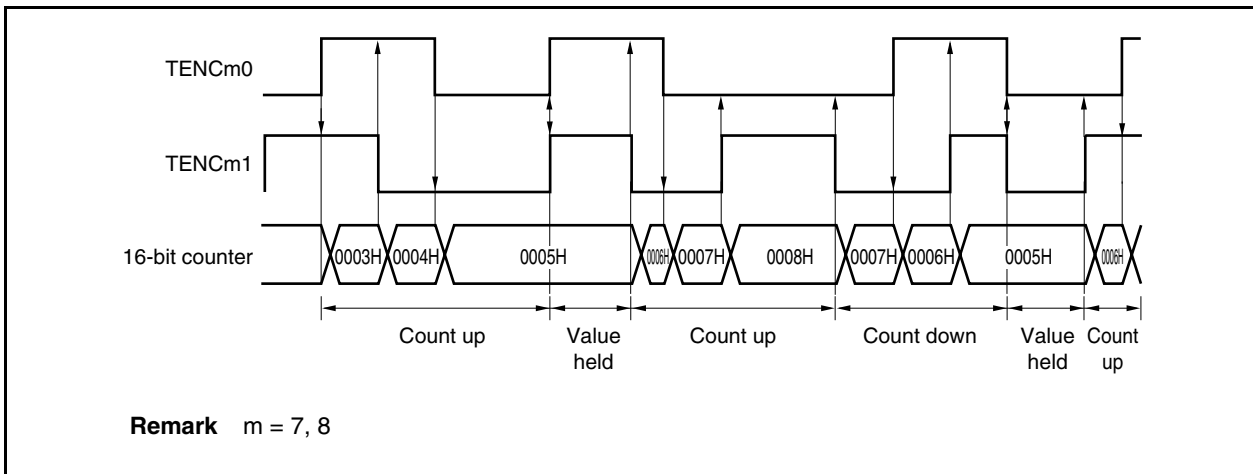 TENCm0
TENCm1
16-bit counter
0003H 0004H 0005H 0006H 0007H 0008H 0007H 0006H 0005H 0006H
Count up Value held Count up Count down Value held Count up
Remark m = 7, 8